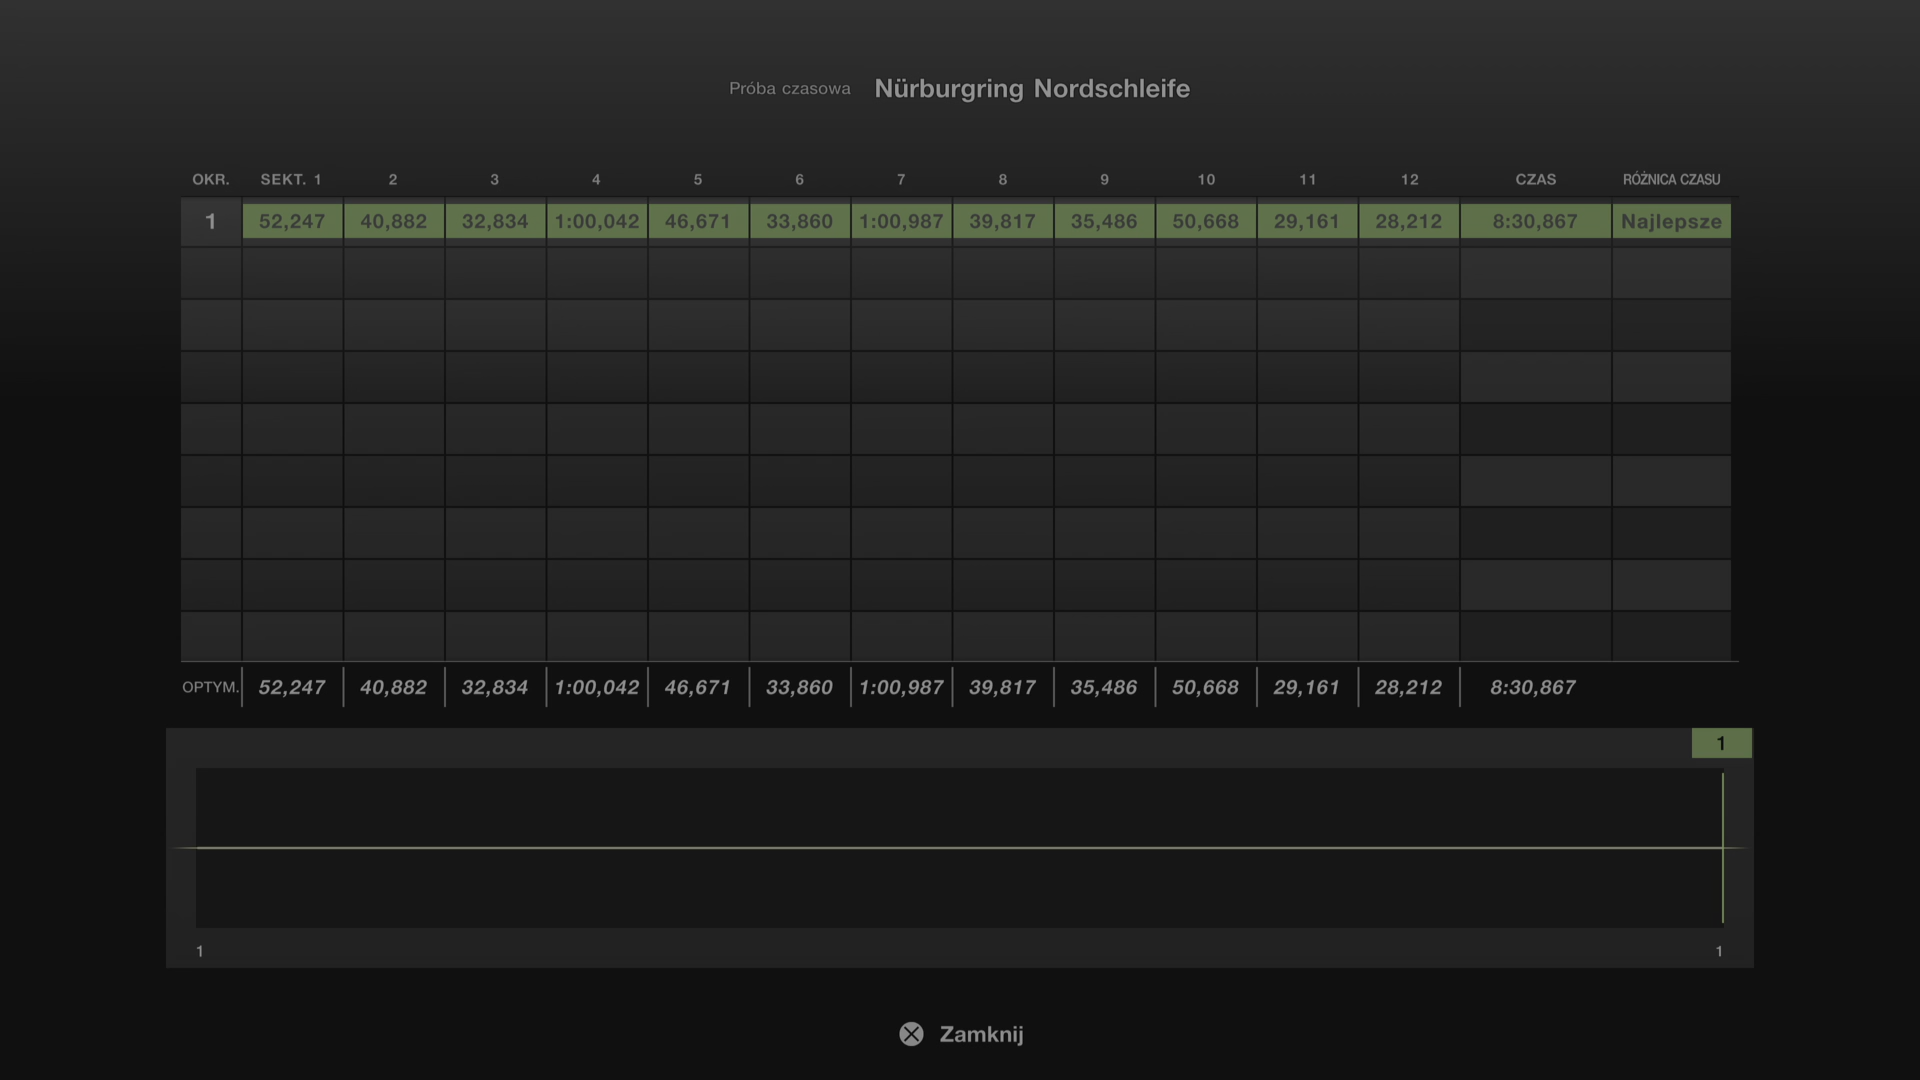 Próba czasowa Nürburgring Nordschleife
OKR. SEKT. 1 2 3 4 5 6 7 8 9 10 11 12 CZAS RÓŻNICA CZASU
1 52,247 40,882 32,834 1:00,042 46,671 33,860 1:00,987 39,817 35,486 50,668 29,161 28,212 8:30,867 Najlepsze
OPTYM. 52,247 40,882 32,834 1:00,042 46,671 33,860 1:00,987 39,817 35,486 50,668 29,161 28,212 8:30,867
1
1 1
Zamknij